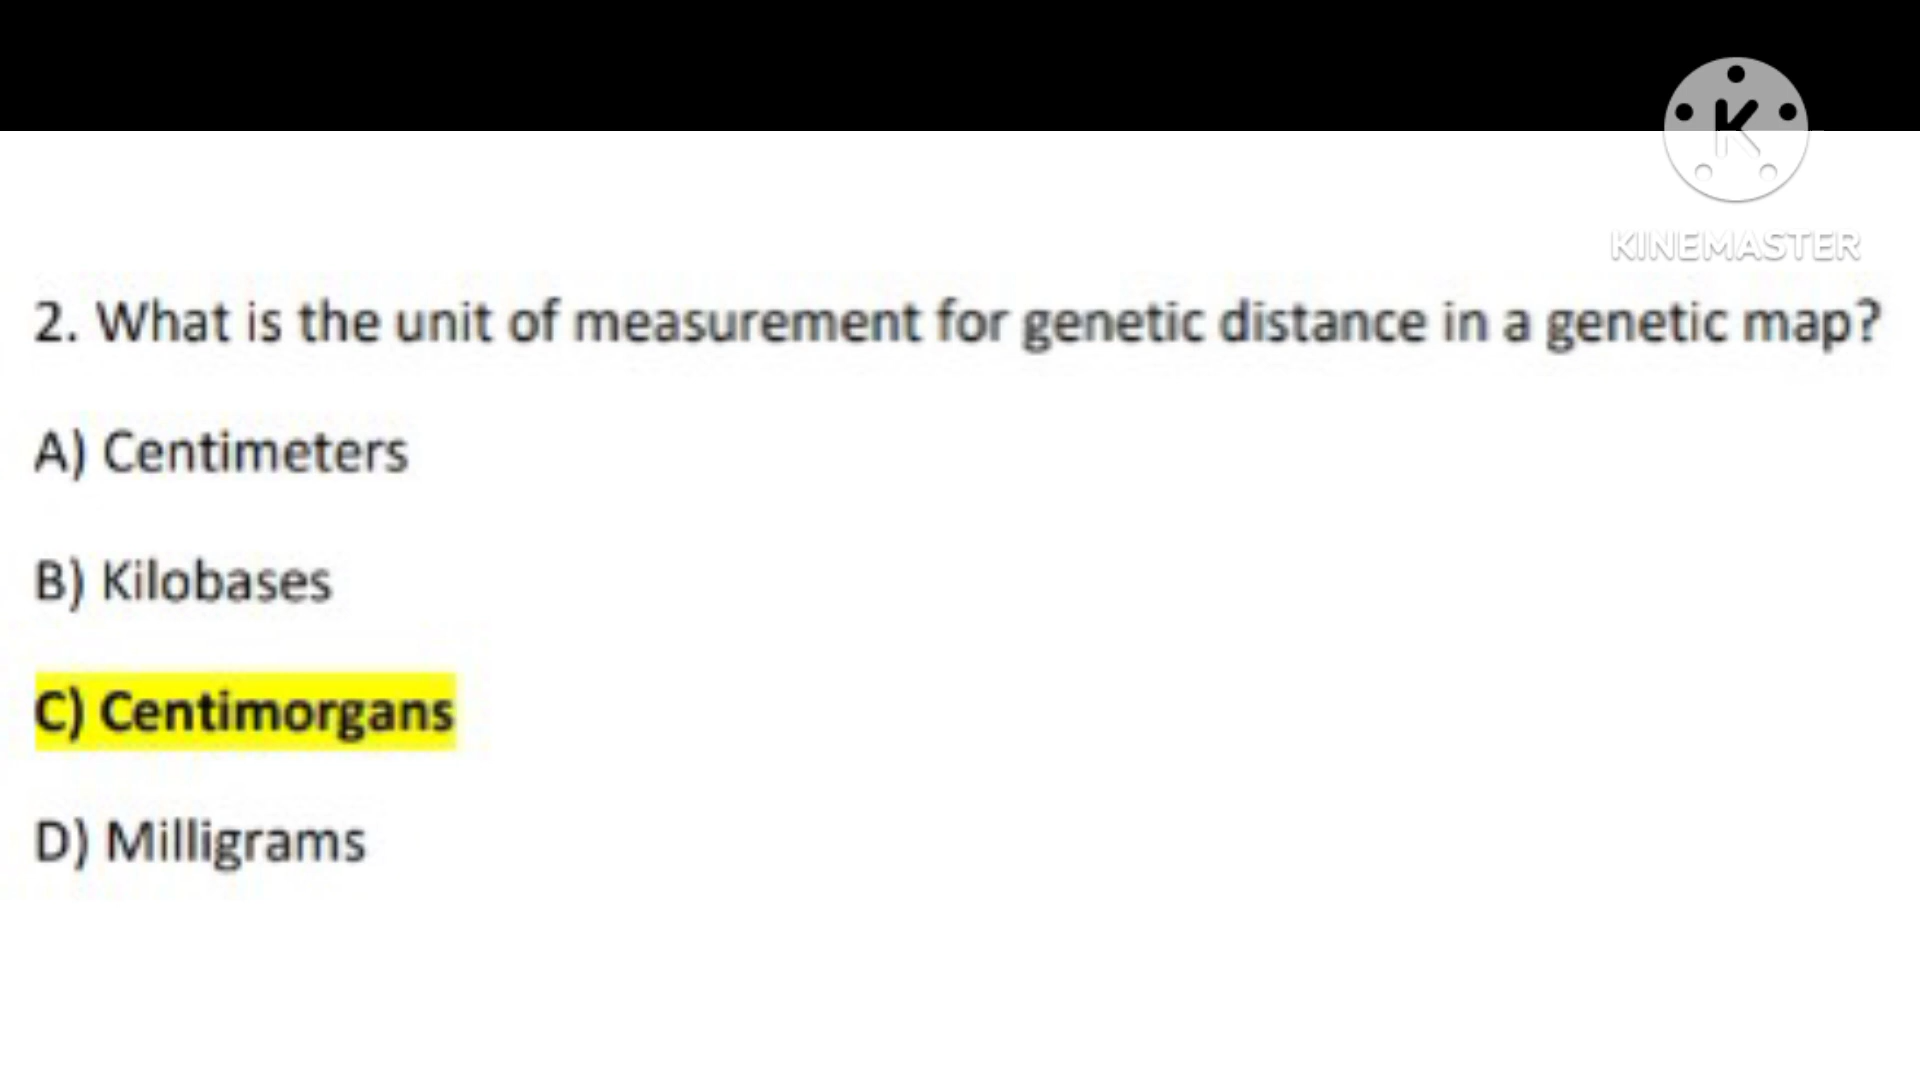 K
KINEMASTER
2. What is the unit of measurement for genetic distance in a genetic map?
A) Centimeters
B) Kilobases
C) Centimorgans
D) Milligrams